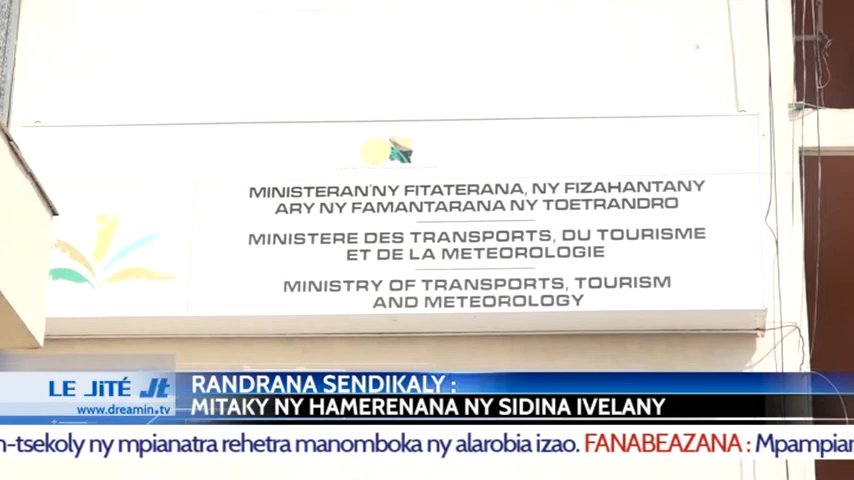 MINISTERAN'NY FITATERANA, NY FIZAHANTANY
ARY NY FAMANTARANA NY TOETRANDRO
MINISTERE DES TRANSPORTS, DU TOURISME
ET DE LA METEOROLOGIE
MINISTRY OF TRANSPORTS, TOURISM
AND METEOROLOGY
LE JiTÉ Jt
www.dreamin.tv
RANDRANA SENDIKALY :
MITAKY NY HAMERENANA NY SIDINA IVELANY
n-tsekoly ny mpianatra rehetra manomboka ny alarobia izao. FANABEAZANA : Mpampian